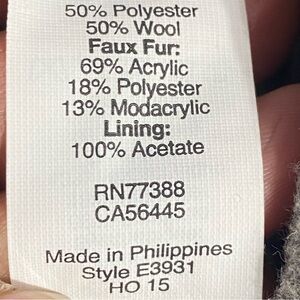 50% Polyester
50% Wool
Faux Fur:
69% Acrylic
18% Polyester
13% Modacrylic
Lining:
100% Acetate
RN77388
CA56445
Made in Philippines
Style E3931
HO 15